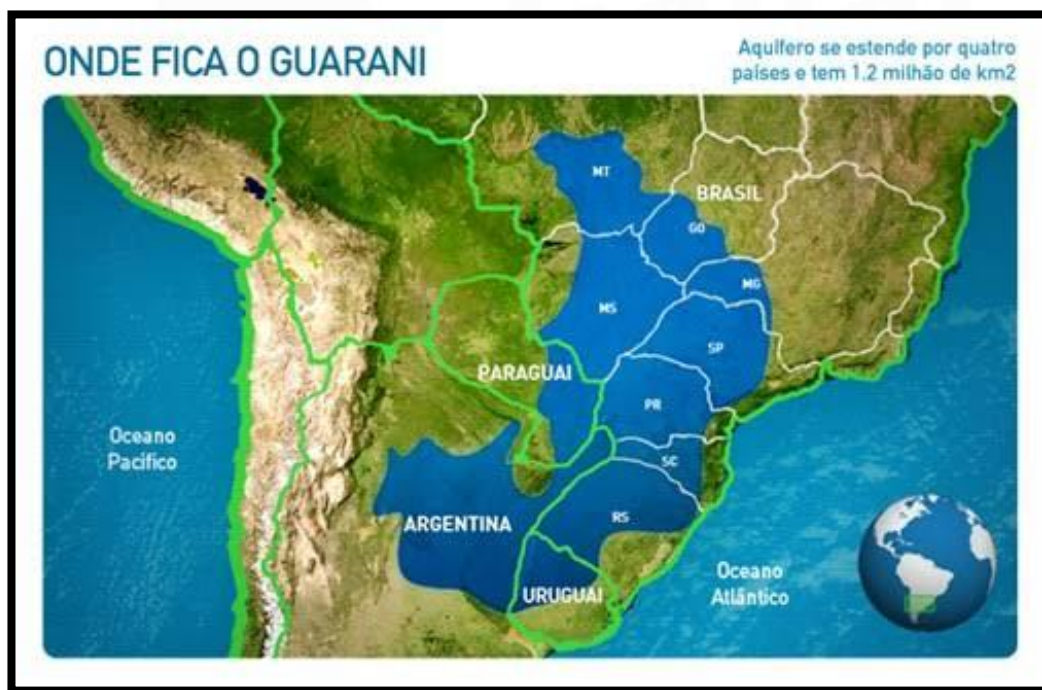 ONDE FICA O GUARANI
Aquífero se estende por quatro
países e tem 1.2 milhão de km2
MT
BRASIL
GO
MG
MS
SP
PARAGUAI
PR
Oceano
Pacífico
SC
ARGENTINA
RS
URUGUAI
Oceano
Atlântico